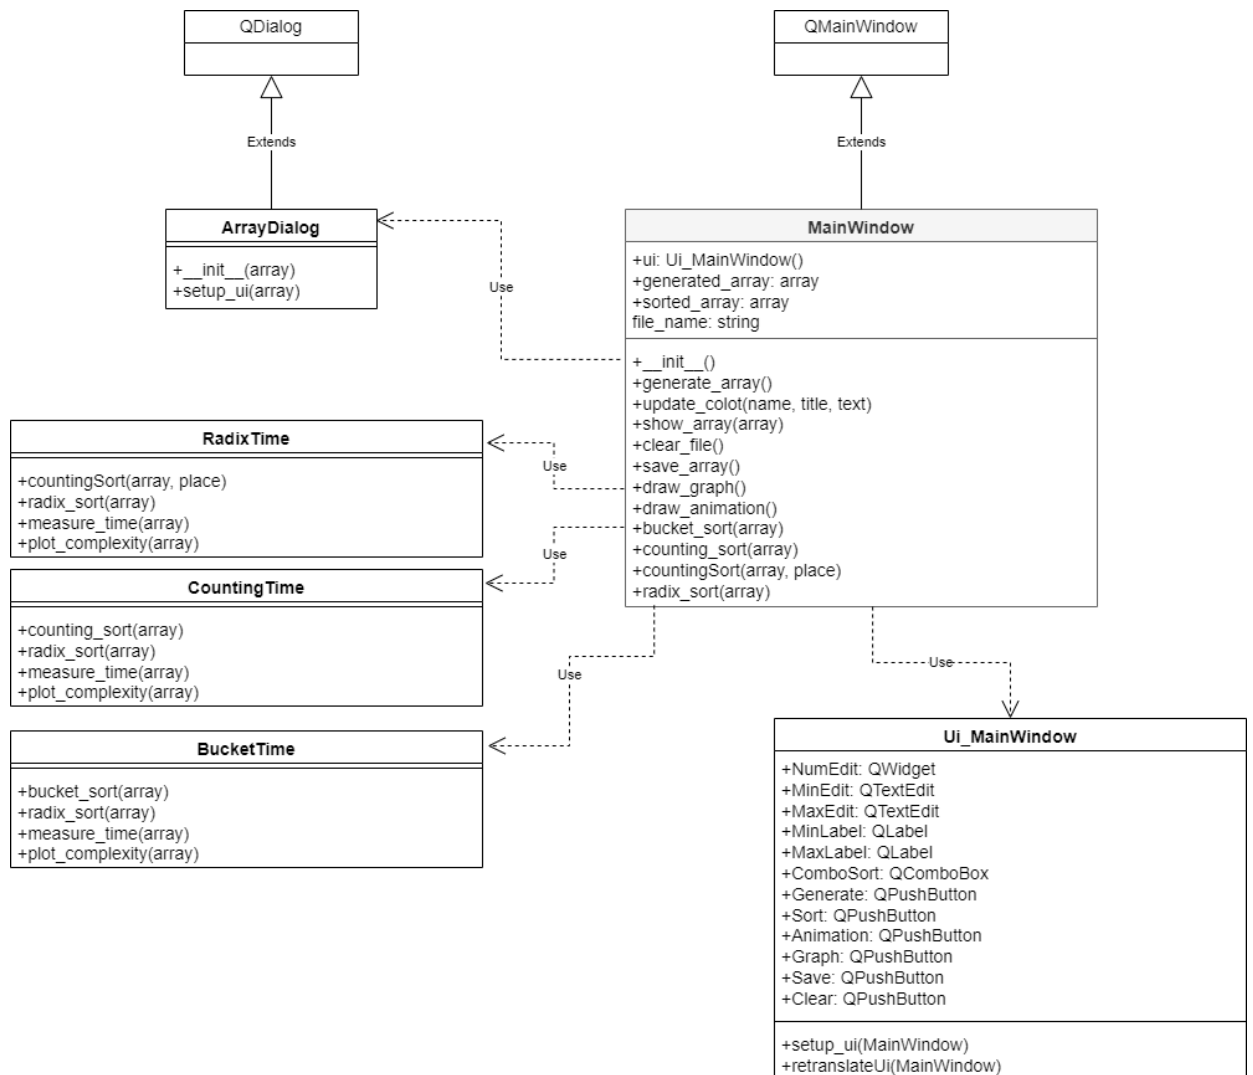 QDialog
QMainWindow
Extends
Extends
ArrayDialog
+__init__(array)
+setup_ui(array)
Use
MainWindow
+ui: Ui_MainWindow()
+generated_array: array
+sorted_array: array
file_name: string
+__init__()
+generate_array()
+update_colot(name, title, text)
+show_array(array)
+clear_file()
+save_array()
+draw_graph()
+draw_animation()
+bucket_sort(array)
+counting_sort(array)
+countingSort(array, place)
+radix_sort(array)
RadixTime
+countingSort(array, place)
+radix_sort(array)
+measure_time(array)
+plot_complexity(array)
Use
CountingTime
+counting_sort(array)
+radix_sort(array)
+measure_time(array)
+plot_complexity(array)
Use
BucketTime
+bucket_sort(array)
+radix_sort(array)
+measure_time(array)
+plot_complexity(array)
Use
Use
Ui_MainWindow
+NumEdit: QWidget
+MinEdit: QTextEdit
+MaxEdit: QTextEdit
+MinLabel: QLabel
+MaxLabel: QLabel
+ComboSort: QComboBox
+Generate: QPushButton
+Sort: QPushButton
+Animation: QPushButton
+Graph: QPushButton
+Save: QPushButton
+Clear: QPushButton
+setup_ui(MainWindow)
+retranslateUi(MainWindow)